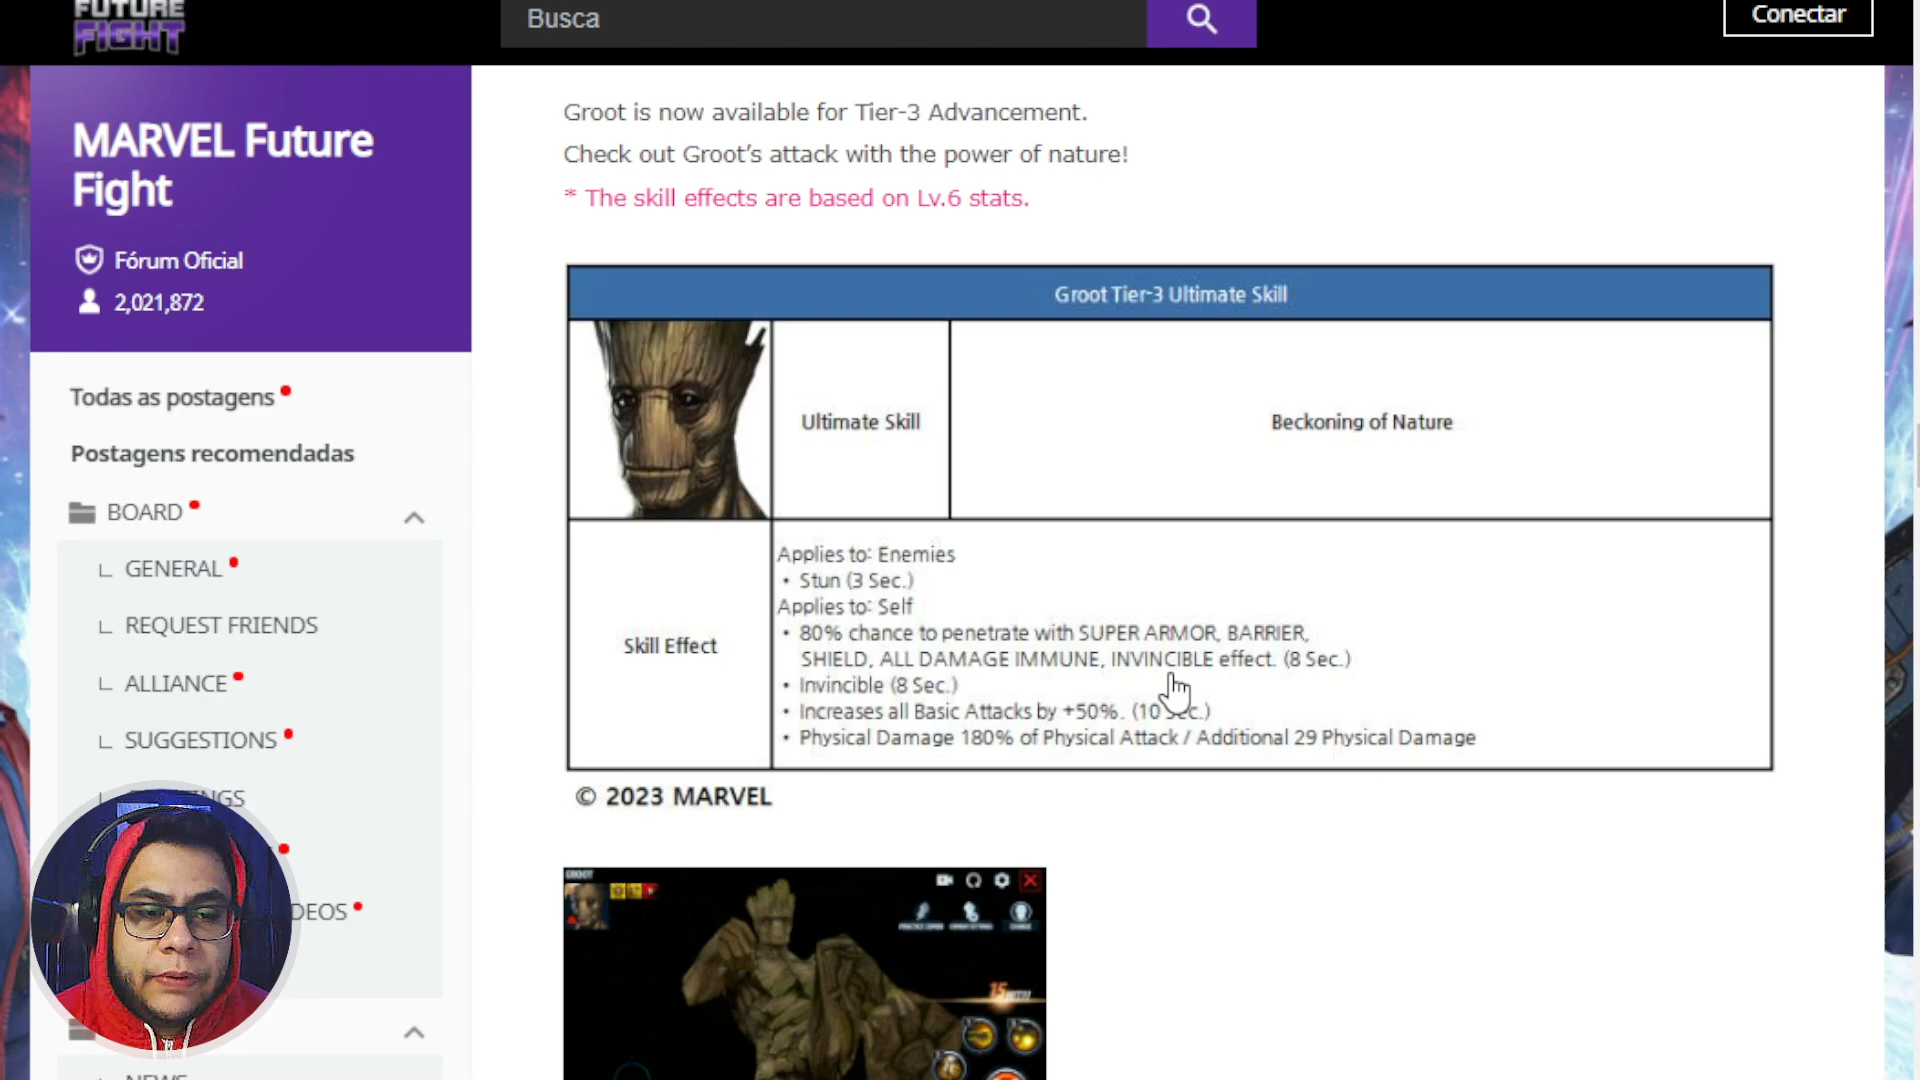 FUTURE
FIGHT
Busca
Conectar
MARVEL Future
Fight
Fórum Oficial
2,021,872
Todas as postagens
Postagens recomendadas
BOARD
GENERAL
REQUEST FRIENDS
ALLIANCE
SUGGESTIONS
NEWS
Groot is now available for Tier-3 Advancement.
Check out Groot's attack with the power of nature!
* The skill effects are based on Lv.6 stats.
Groot Tier-3 Ultimate Skill
Ultimate Skill
Beckoning of Nature
Skill Effect
Applies to: Enemies
• Stun (3 Sec.)
Applies to: Self
• 80% chance to penetrate with SUPER ARMOR, BARRIER,
SHIELD, ALL DAMAGE IMMUNE, INVINCIBLE effect. (8 Sec.)
• Invincible (8 Sec.)
• Increases all Basic Attacks by +50%. (10 Sec.)
• Physical Damage 180% of Physical Attack / Additional 29 Physical Damage
© 2023 MARVEL
GROOT